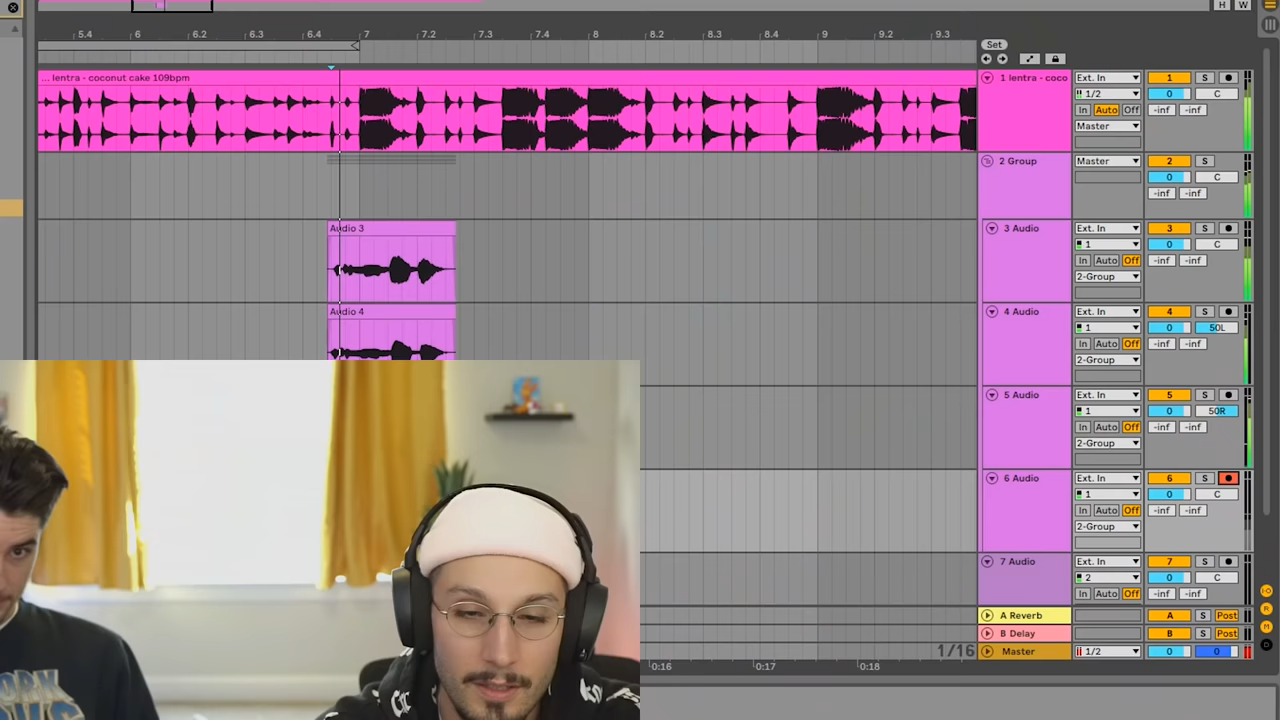 H W
5.4 6 6.2 6.3 6.4 7 7.2 7.3 7.4 8 8.2 8.3 8.4 9 9.2 9.3
Set
... lentra - coconut cake 109bpm
1 lentra - coco
Ext. In 1 S
1/2 0 C
In Auto Off -inf -inf
Master
2 Group
Master 2 S
0 C
-inf -inf
Audio 3
3 Audio
Ext. In 3 S
1 0 C
In Auto Off -inf -inf
2-Group
Audio 4
4 Audio
Ext. In 4 S
1 0 50L
In Auto Off -inf -inf
2-Group
5 Audio
Ext. In 5 S
1 0 50R
In Auto Off -inf -inf
2-Group
6 Audio
Ext. In 6 S
1 0 C
In Auto Off -inf -inf
2-Group
7 Audio
Ext. In 7 S
2 0 C
In Auto Off -inf -inf
A Reverb A S Post
B Delay B S Post
1/16
Master 1/2 0 0
0:16 0:17 0:18